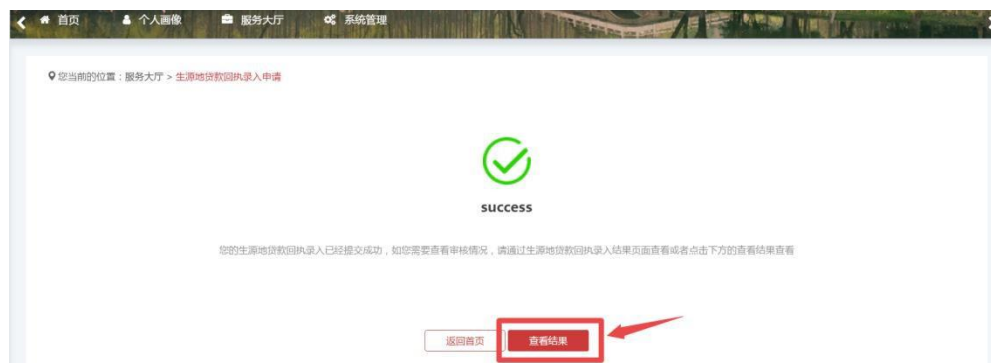 首页 个人画像 服务大厅 系统管理
您当前的位置：服务大厅 > 生源地贷款回执录入申请
success
您的生源地贷款回执录入已经提交成功，如您需要查看审核情况，请通过生源地贷款回执录入结果页面查看或者点击下方的查看结果查看
返回首页 查看结果